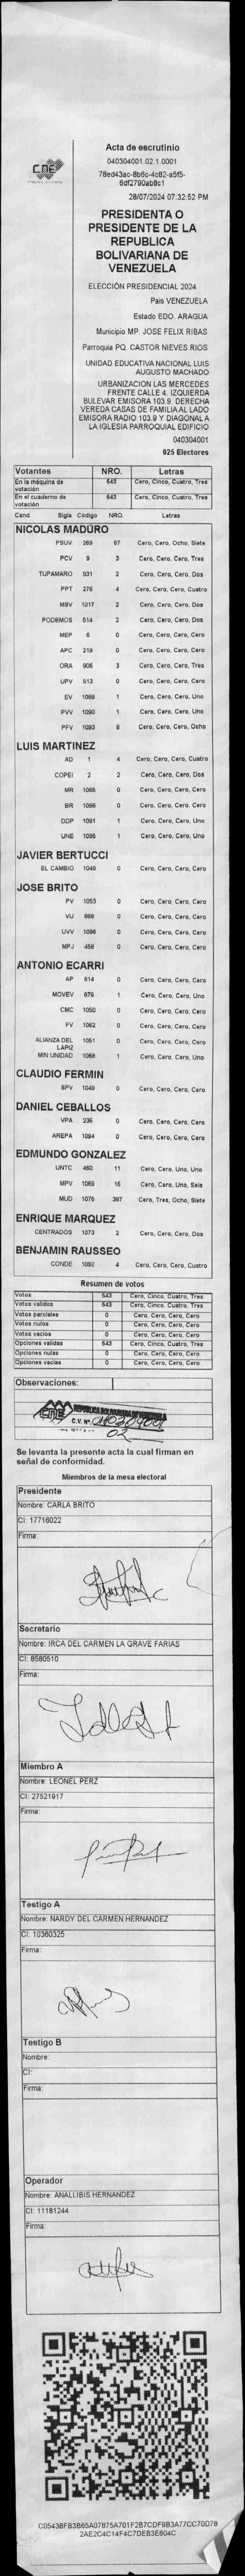 CNE
Acta de escrutinio
040304001.02.1.0001
78ed43ac-8b6c-4c82-a5f5-
6df2790ab8c1
28/07/2024 07:32:52 PM
PRESIDENTA O
PRESIDENTE DE LA
REPUBLICA
BOLIVARIANA DE
VENEZUELA
ELECCIÓN PRESIDENCIAL 2024
País VENEZUELA
Estado EDO. ARAGUA
Municipio MP. JOSE FELIX RIBAS
Parroquia PQ. CASTOR NIEVES RIOS
UNIDAD EDUCATIVA NACIONAL LUIS
AUGUSTO MACHADO
URBANIZACION LAS MERCEDES
FRENTE CALLE 4. IZQUIERDA
BULEVAR EMISORA 103.9. DERECHA
VEREDA CASAS DE FAMILIA AL LADO
EMISORA RADIO 103.9 Y DIAGONAL A
LA IGLESIA PARROQUIAL EDIFICIO
040304001
925 Electores
Votantes NRO. Letras
En la máquina de votación 543 Cero, Cinco, Cuatro, Tres
En el cuaderno de votación 543 Cero, Cinco, Cuatro, Tres
Cand. Sigla Código NRO. Letras
NICOLAS MADURO
PSUV 269 87 Cero, Cero, Ocho, Siete
PCV 9 3 Cero, Cero, Cero, Tres
TUPAMARO 931 2 Cero, Cero, Cero, Dos
PPT 276 4 Cero, Cero, Cero, Cuatro
MSV 1017 2 Cero, Cero, Cero, Dos
PODEMOS 514 2 Cero, Cero, Cero, Dos
MEP 6 0 Cero, Cero, Cero, Cero
APC 219 0 Cero, Cero, Cero, Cero
ORA 906 3 Cero, Cero, Cero, Tres
UPV 513 0 Cero, Cero, Cero, Cero
EV 1089 1 Cero, Cero, Cero, Uno
PVV 1090 1 Cero, Cero, Cero, Uno
PFV 1093 8 Cero, Cero, Cero, Ocho
LUIS MARTINEZ
AD 1 4 Cero, Cero, Cero, Cuatro
COPEI 2 2 Cero, Cero, Cero, Dos
MR 1065 0 Cero, Cero, Cero, Cero
BR 1066 0 Cero, Cero, Cero, Cero
DDP 1091 1 Cero, Cero, Cero, Uno
UNE 1095 1 Cero, Cero, Cero, Uno
JAVIER BERTUCCI
EL CAMBIO 1048 0 Cero, Cero, Cero, Cero
JOSE BRITO
PV 1053 0 Cero, Cero, Cero, Cero
VU 868 0 Cero, Cero, Cero, Cero
UVV 1096 0 Cero, Cero, Cero, Cero
MPJ 458 0 Cero, Cero, Cero, Cero
ANTONIO ECARRI
AP 814 0 Cero, Cero, Cero, Cero
MOVEV 878 1 Cero, Cero, Cero, Uno
CMC 1050 0 Cero, Cero, Cero, Cero
FV 1062 0 Cero, Cero, Cero, Cero
ALIANZA DEL LAPIZ 1051 0 Cero, Cero, Cero, Cero
MIN UNIDAD 1068 1 Cero, Cero, Cero, Uno
CLAUDIO FERMIN
SPV 1049 0 Cero, Cero, Cero, Cero
DANIEL CEBALLOS
VPA 236 0 Cero, Cero, Cero, Cero
AREPA 1094 0 Cero, Cero, Cero, Cero
EDMUNDO GONZALEZ
UNTC 460 11 Cero, Cero, Uno, Uno
MPV 1069 16 Cero, Cero, Uno, Seis
MUD 1076 387 Cero, Tres, Ocho, Siete
ENRIQUE MARQUEZ
CENTRADOS 1073 2 Cero, Cero, Cero, Dos
BENJAMIN RAUSSEO
CONDE 1092 4 Cero, Cero, Cero, Cuatro
Resumen de votos
Votos 543 Cero, Cinco, Cuatro, Tres
Votos validos 543 Cero, Cinco, Cuatro, Tres
Votos parciales 0 Cero, Cero, Cero, Cero
Votos nulos 0 Cero, Cero, Cero, Cero
Votos vacios 0 Cero, Cero, Cero, Cero
Opciones validas 543 Cero, Cinco, Cuatro, Tres
Opciones nulas 0 Cero, Cero, Cero, Cero
Opciones vacias 0 Cero, Cero, Cero, Cero
Observaciones:
CNE REPUBLICA BOLIVARIANA DE VENEZUELA
C.V. Nº. 040304001
02
Se levanta la presente acta la cual firman en
señal de conformidad.
Miembros de la mesa electoral
Presidente
Nombre: CARLA BRITO
CI: 17716022
Firma:
Secretario
Nombre: IRCA DEL CARMEN LA GRAVE FARIAS
CI: 8580510
Firma:
Miembro A
Nombre: LEONEL PERZ
CI: 27521917
Firma:
Testigo A
Nombre: NARDY DEL CARMEN HERNANDEZ
CI: 10360325
Firma:
Testigo B
Nombre:
CI:
Firma:
Operador
Nombre: ANALLIBIS HERNANDEZ
CI: 11181244
Firma:
C05438FB3B65A07B75A701F2B7CDF9B3A77CC70D78
2AE2C4C14F4C7DEB3E604C